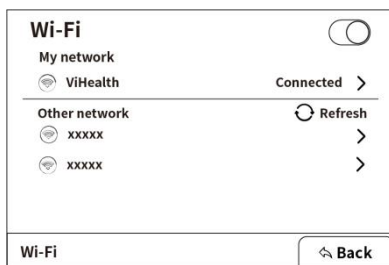 Wi-Fi
My network
ViHealth Connected
Other network Refresh
xxxxx
xxxxx
Wi-Fi Back